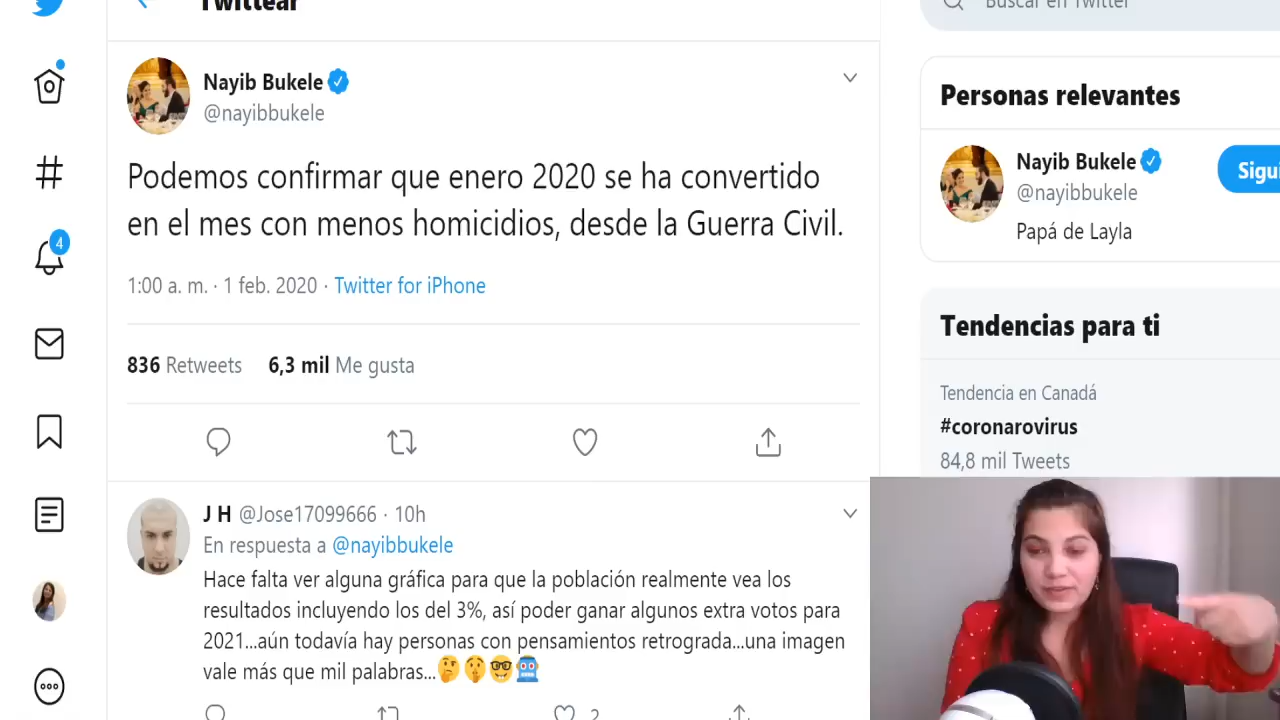 Twittear
Buscar en Twitter
Nayib Bukele
@nayibbukele
Podemos confirmar que enero 2020 se ha convertido
en el mes con menos homicidios, desde la Guerra Civil.
1:00 a. m. · 1 feb. 2020 · Twitter for iPhone
836 Retweets 6,3 mil Me gusta
J H @Jose17099666 · 10h
En respuesta a @nayibbukele
Hace falta ver alguna gráfica para que la población realmente vea los
resultados incluyendo los del 3%, así poder ganar algunos extra votos para
2021...aún todavía hay personas con pensamientos retrograda...una imagen
vale más que mil palabras...🤔🤫🤓🤖
2
4
Personas relevantes
Nayib Bukele
@nayibbukele
Sigui
Papá de Layla
Tendencias para ti
Tendencia en Canadá
#coronarovirus
84,8 mil Tweets